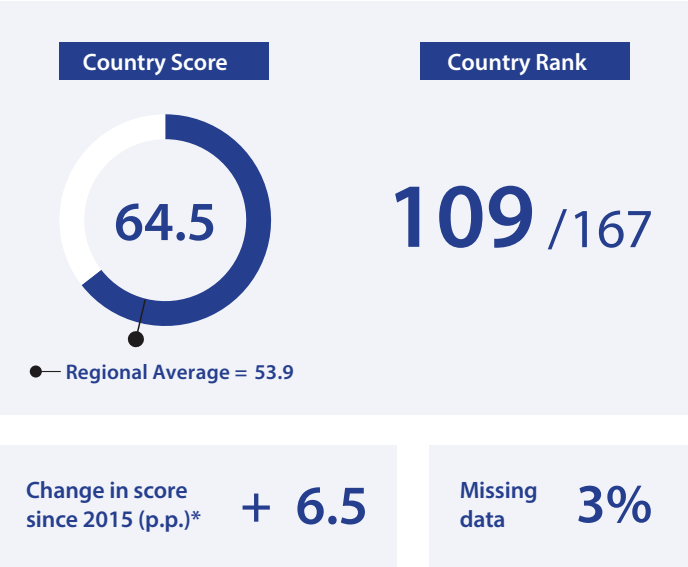 Country Score
Country Rank
64.5
109 /167
Regional Average = 53.9
Change in score
since 2015 (p.p.)*
+ 6.5
Missing
data
3%